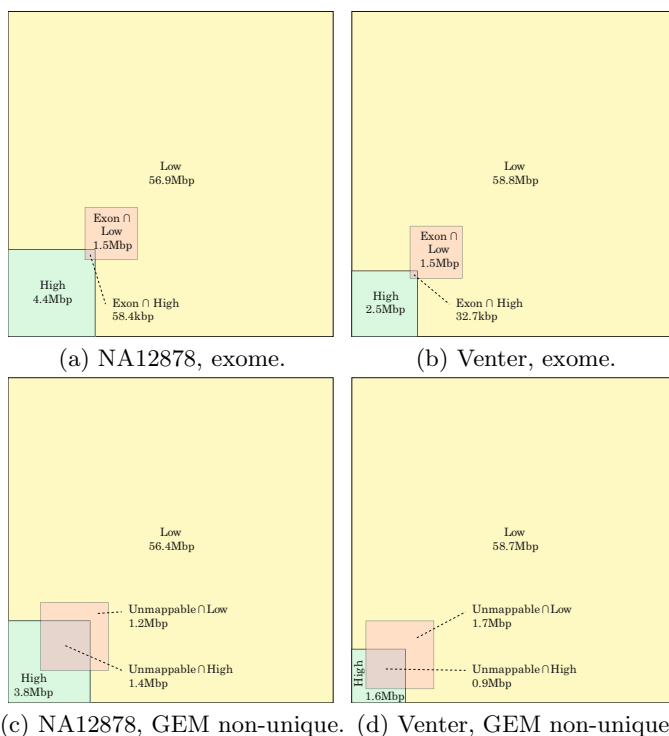 Low
56.9Mbp
Exon ∩
Low
1.5Mbp
High
4.4Mbp
Exon ∩ High
58.4kbp
(a) NA12878, exome.
Low
58.8Mbp
Exon ∩
Low
1.5Mbp
High
2.5Mbp
Exon ∩ High
32.7kbp
(b) Venter, exome.
Low
56.4Mbp
Unmappable∩Low
1.2Mbp
Unmappable∩High
1.4Mbp
High
3.8Mbp
(c) NA12878, GEM non-unique.
Low
58.7Mbp
Unmappable∩Low
1.7Mbp
Unmappable∩High
0.9Mbp
High
1.6Mbp
(d) Venter, GEM non-unique